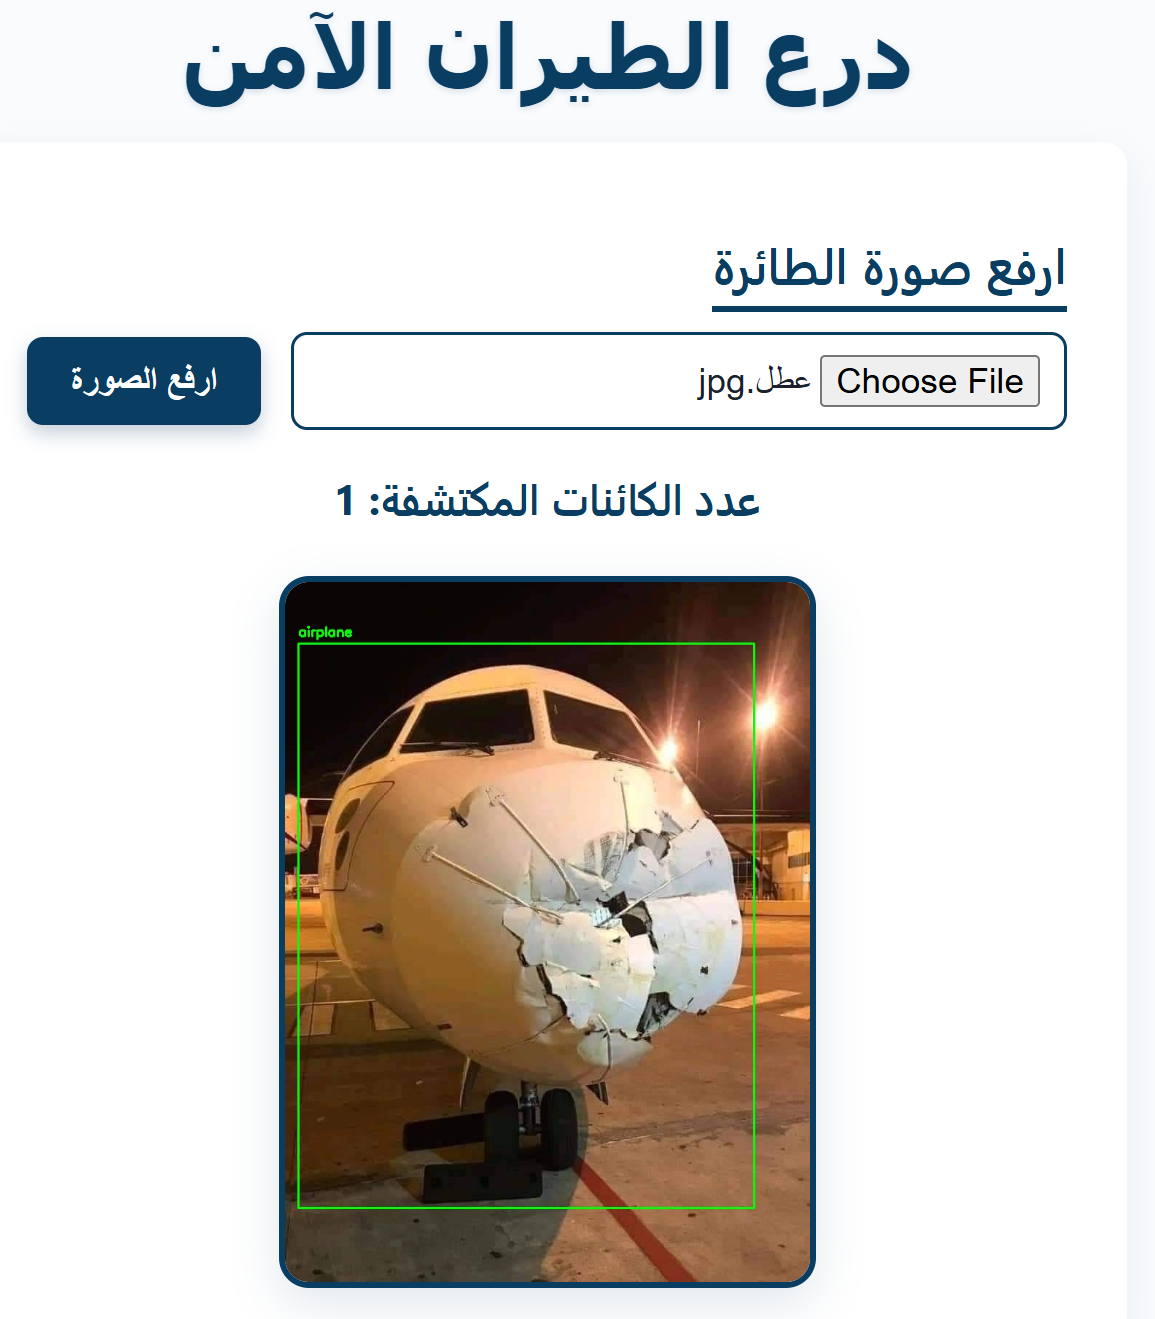 درع الطيران الآمن
ارفع صورة الطائرة
Choose File عطل.jpg
ارفع الصورة
عدد الكائنات المكتشفة: 1
airplane